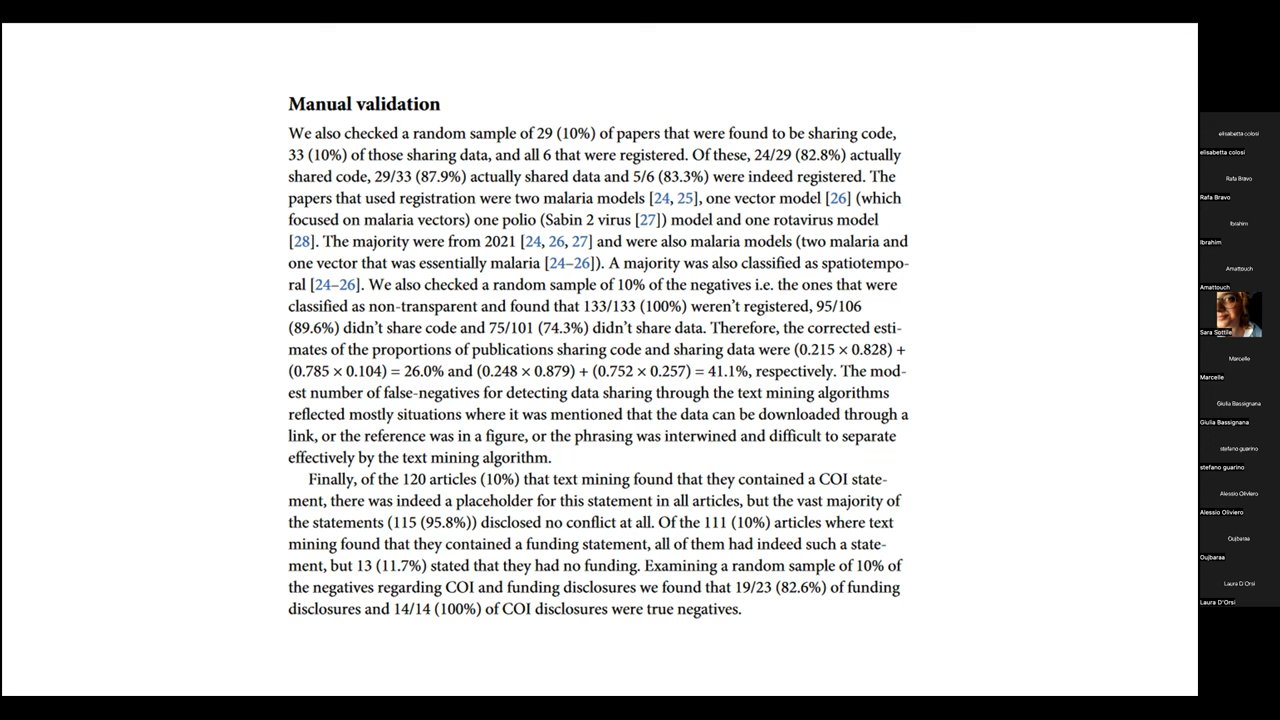 Manual validation
We also checked a random sample of 29 (10%) of papers that were found to be sharing code,
33 (10%) of those sharing data, and all 6 that were registered. Of these, 24/29 (82.8%) actually
shared code, 29/33 (87.9%) actually shared data and 5/6 (83.3%) were indeed registered. The
papers that used registration were two malaria models [24, 25], one vector model [26] (which
focused on malaria vectors) one polio (Sabin 2 virus [27]) model and one rotavirus model
[28]. The majority were from 2021 [24, 26, 27] and were also malaria models (two malaria and
one vector that was essentially malaria [24–26]). A majority was also classified as spatiotempo-
ral [24–26]. We also checked a random sample of 10% of the negatives i.e. the ones that were
classified as non-transparent and found that 133/133 (100%) weren't registered, 95/106
(89.6%) didn't share code and 75/101 (74.3%) didn't share data. Therefore, the corrected esti-
mates of the proportions of publications sharing code and sharing data were (0.215 × 0.828) +
(0.785 × 0.104) = 26.0% and (0.248 × 0.879) + (0.752 × 0.257) = 41.1%, respectively. The mod-
est number of false-negatives for detecting data sharing through the text mining algorithms
reflected mostly situations where it was mentioned that the data can be downloaded through a
link, or the reference was in a figure, or the phrasing was interwined and difficult to separate
effectively by the text mining algorithm.
Finally, of the 120 articles (10%) that text mining found that they contained a COI state-
ment, there was indeed a placeholder for this statement in all articles, but the vast majority of
the statements (115 (95.8%)) disclosed no conflict at all. Of the 111 (10%) articles where text
mining found that they contained a funding statement, all of them had indeed such a state-
ment, but 13 (11.7%) stated that they had no funding. Examining a random sample of 10% of
the negatives regarding COI and funding disclosures we found that 19/23 (82.6%) of funding
disclosures and 14/14 (100%) of COI disclosures were true negatives.
elisabetta colosi
elisabetta colosi
Rafa Bravo
Rafa Bravo
Ibrahim
Ibrahim
Amattouch
Amattouch
Sara Sottile
Marcelle
Marcelle
Giulia Bassignana
Giulia Bassignana
stefano guarino
stefano guarino
Alessio Oliviero
Alessio Oliviero
Oujbaraa
Oujbaraa
Laura D'Orsi
Laura D'Orsi